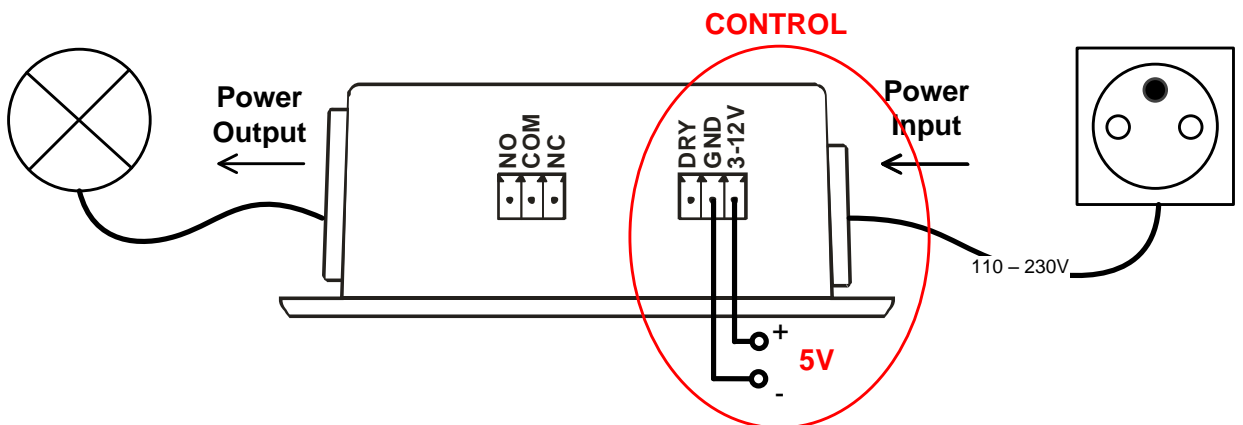 CONTROL
Power
Output
NO
COM
NC
DRY
GND
3-12V
Power
Input
110 – 230V
+
5V
-